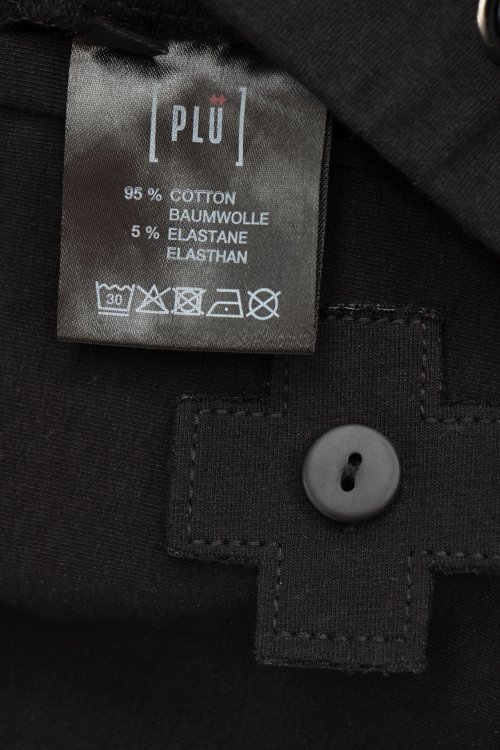 [PLÜ]
95 % COTTON
BAUMWOLLE
5 % ELASTANE
ELASTHAN
30